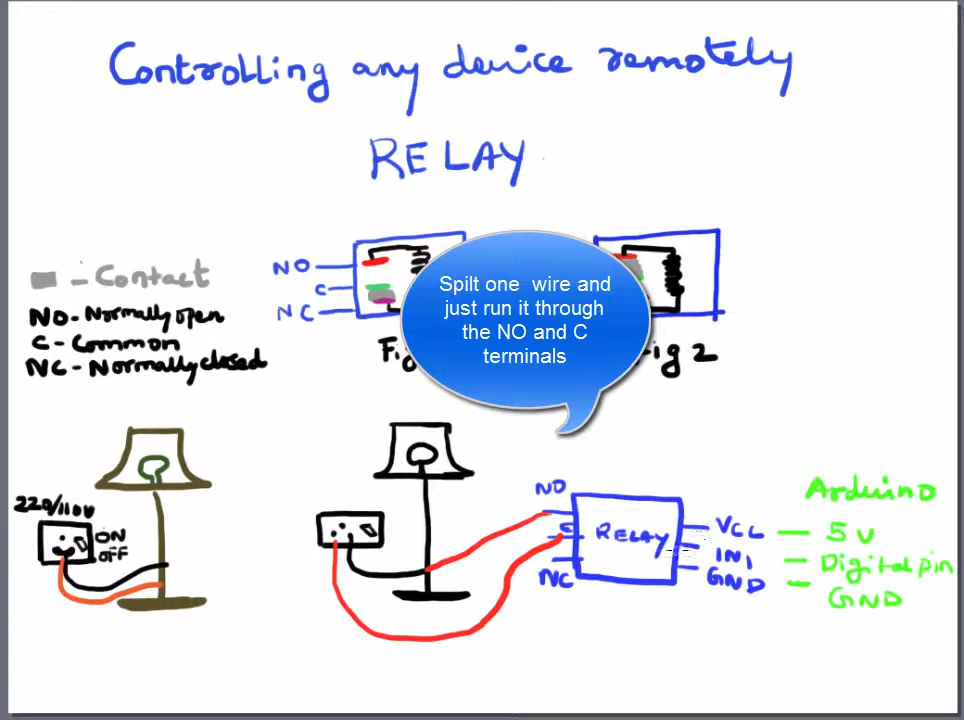 Controlling any device remotely
RELAY
NO
C
NC
- Contact
NO - Normally open
C - Common
NC - Normally closed
Spilt one wire and
just run it through
the NO and C
terminals
Fig 2
220/110V
ON
OFF
NO
C
NC
RELAY
VCC
IN1
GND
Arduino
- 5V
- Digital pin
- GND